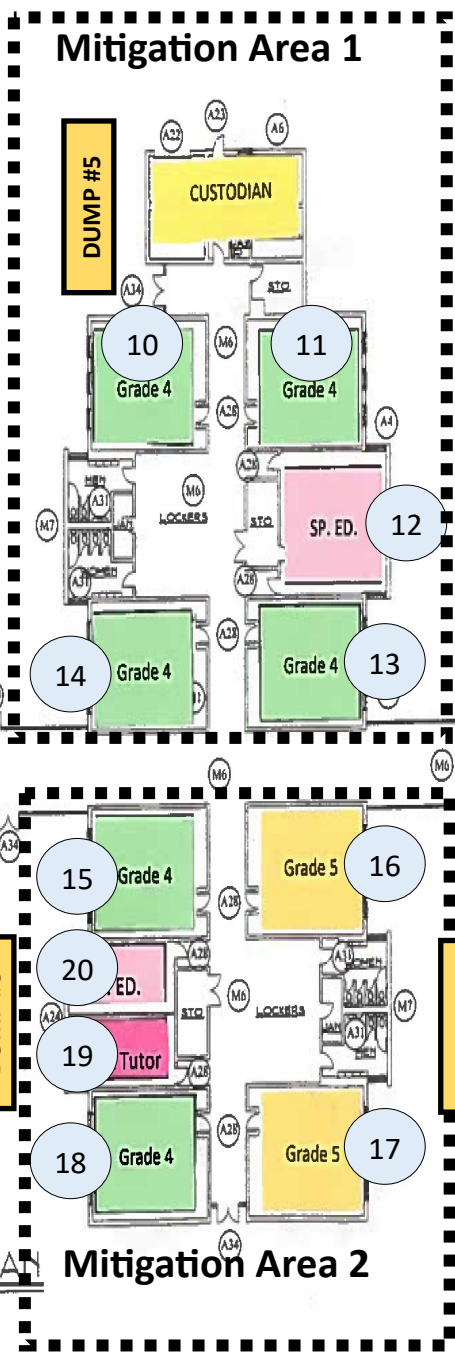 Mitigation Area 1
A23
A22
A6
DUMP #5
CUSTODIAN
A34
STO
10
11
M6
Grade 4
Grade 4
A28
A4
A28
MEN
A31
M6
M7
JAN
LOCKERS
STO
SP. ED.
12
WOMEN
A31
A28
14
Grade 4
A28
Grade 4
13
M6
M6
A34
15
Grade 4
Grade 5
16
A28
20
ED.
A28
A31
WOMEN
M6
A24
STO
LOCKERS
M7
19
Tutor
JAN
A31
MEN
A28
18
Grade 4
A28
Grade 5
17
A34
AN
Mitigation Area 2